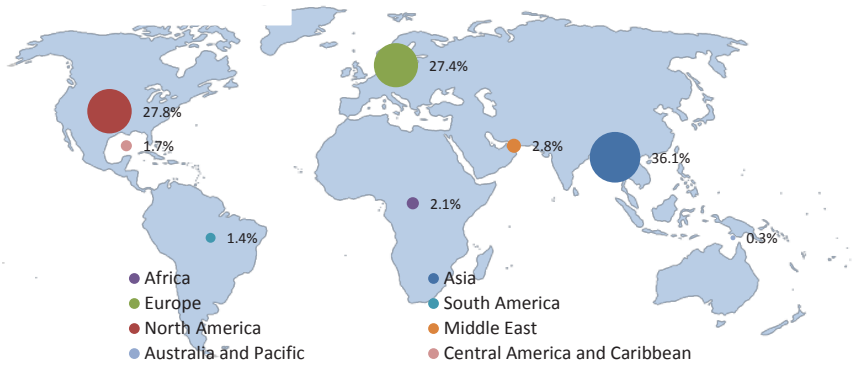 27.4%
27.8%
1.7%
2.8%
36.1%
2.1%
1.4%
0.3%
Africa
Asia
Europe
South America
North America
Middle East
Australia and Pacific
Central America and Caribbean